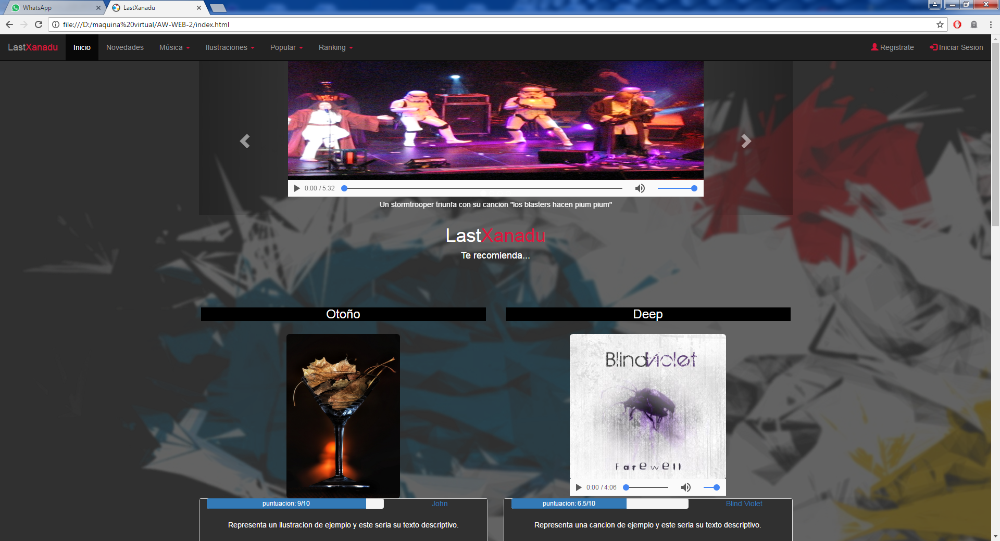 WhatsApp
LastXanadu
file:///D:/maquina%20virtual/AW-WEB-2/index.html
LastXanadu Inicio Novedades Música Ilustraciones Popular Ranking Registrate Iniciar Sesion
0:00 / 5:32
Un stormtrooper triunfa con su cancion "los blasters hacen pium pium"
LastXanadu
Te recomienda...
Otoño
Deep
Blindviolet
Farewell
0:00 / 4:06
puntuacion: 9/10 John
puntuacion: 6.5/10 Blind Violet
Representa un ilustracion de ejemplo y este seria su texto descriptivo.
Representa una cancion de ejemplo y este seria su texto descriptivo.